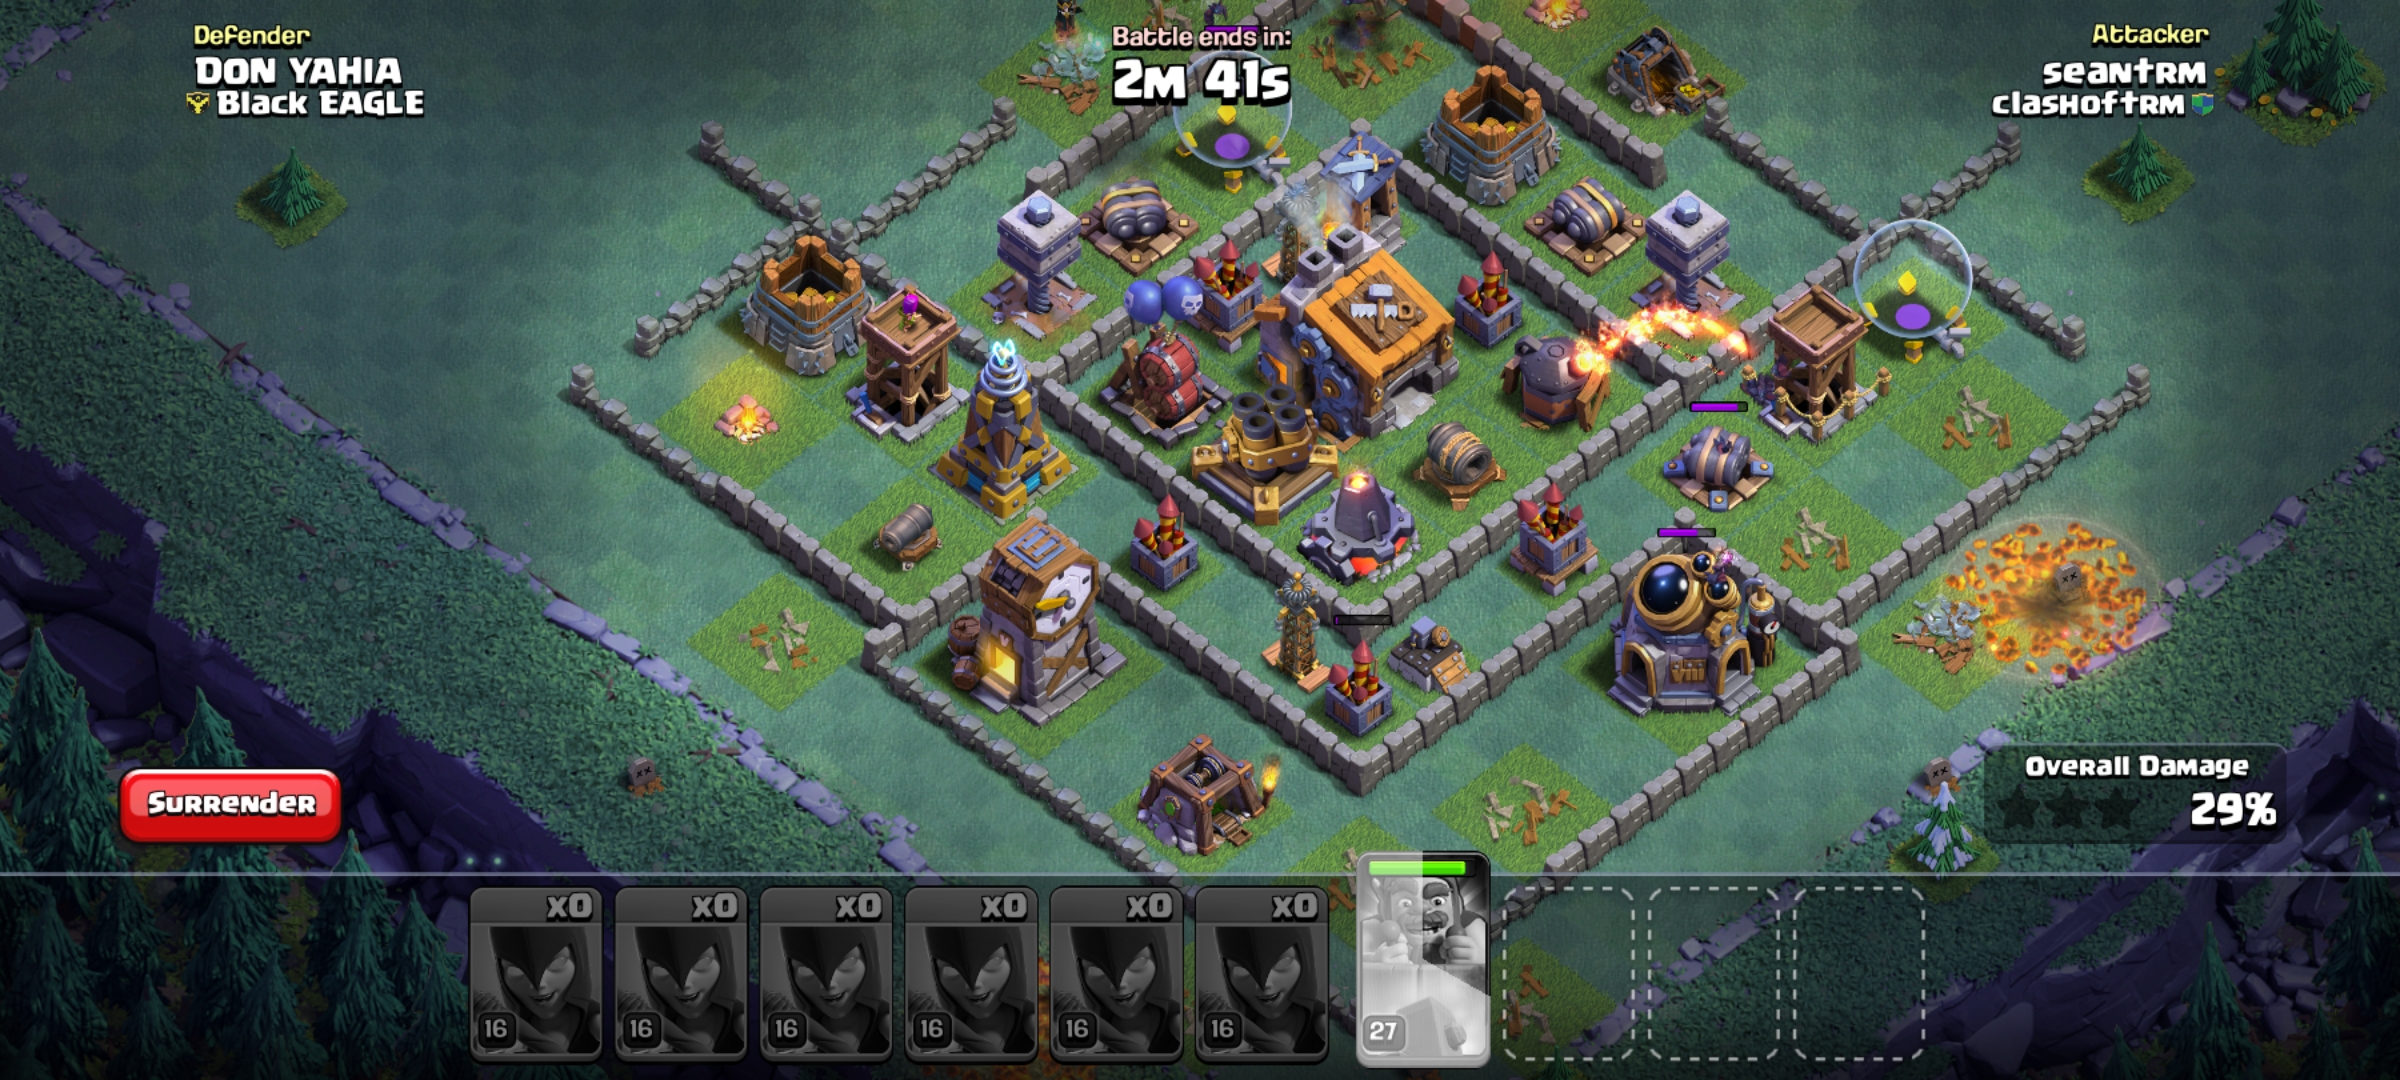 Defender
DON YAHIA
Black EAGLE
Battle ends in:
2M 41s
Attacker
seantRM
clashoftRM
VIII
Surrender
Overall Damage
29%
x0
x0
x0
x0
x0
x0
16
16
16
16
16
16
27